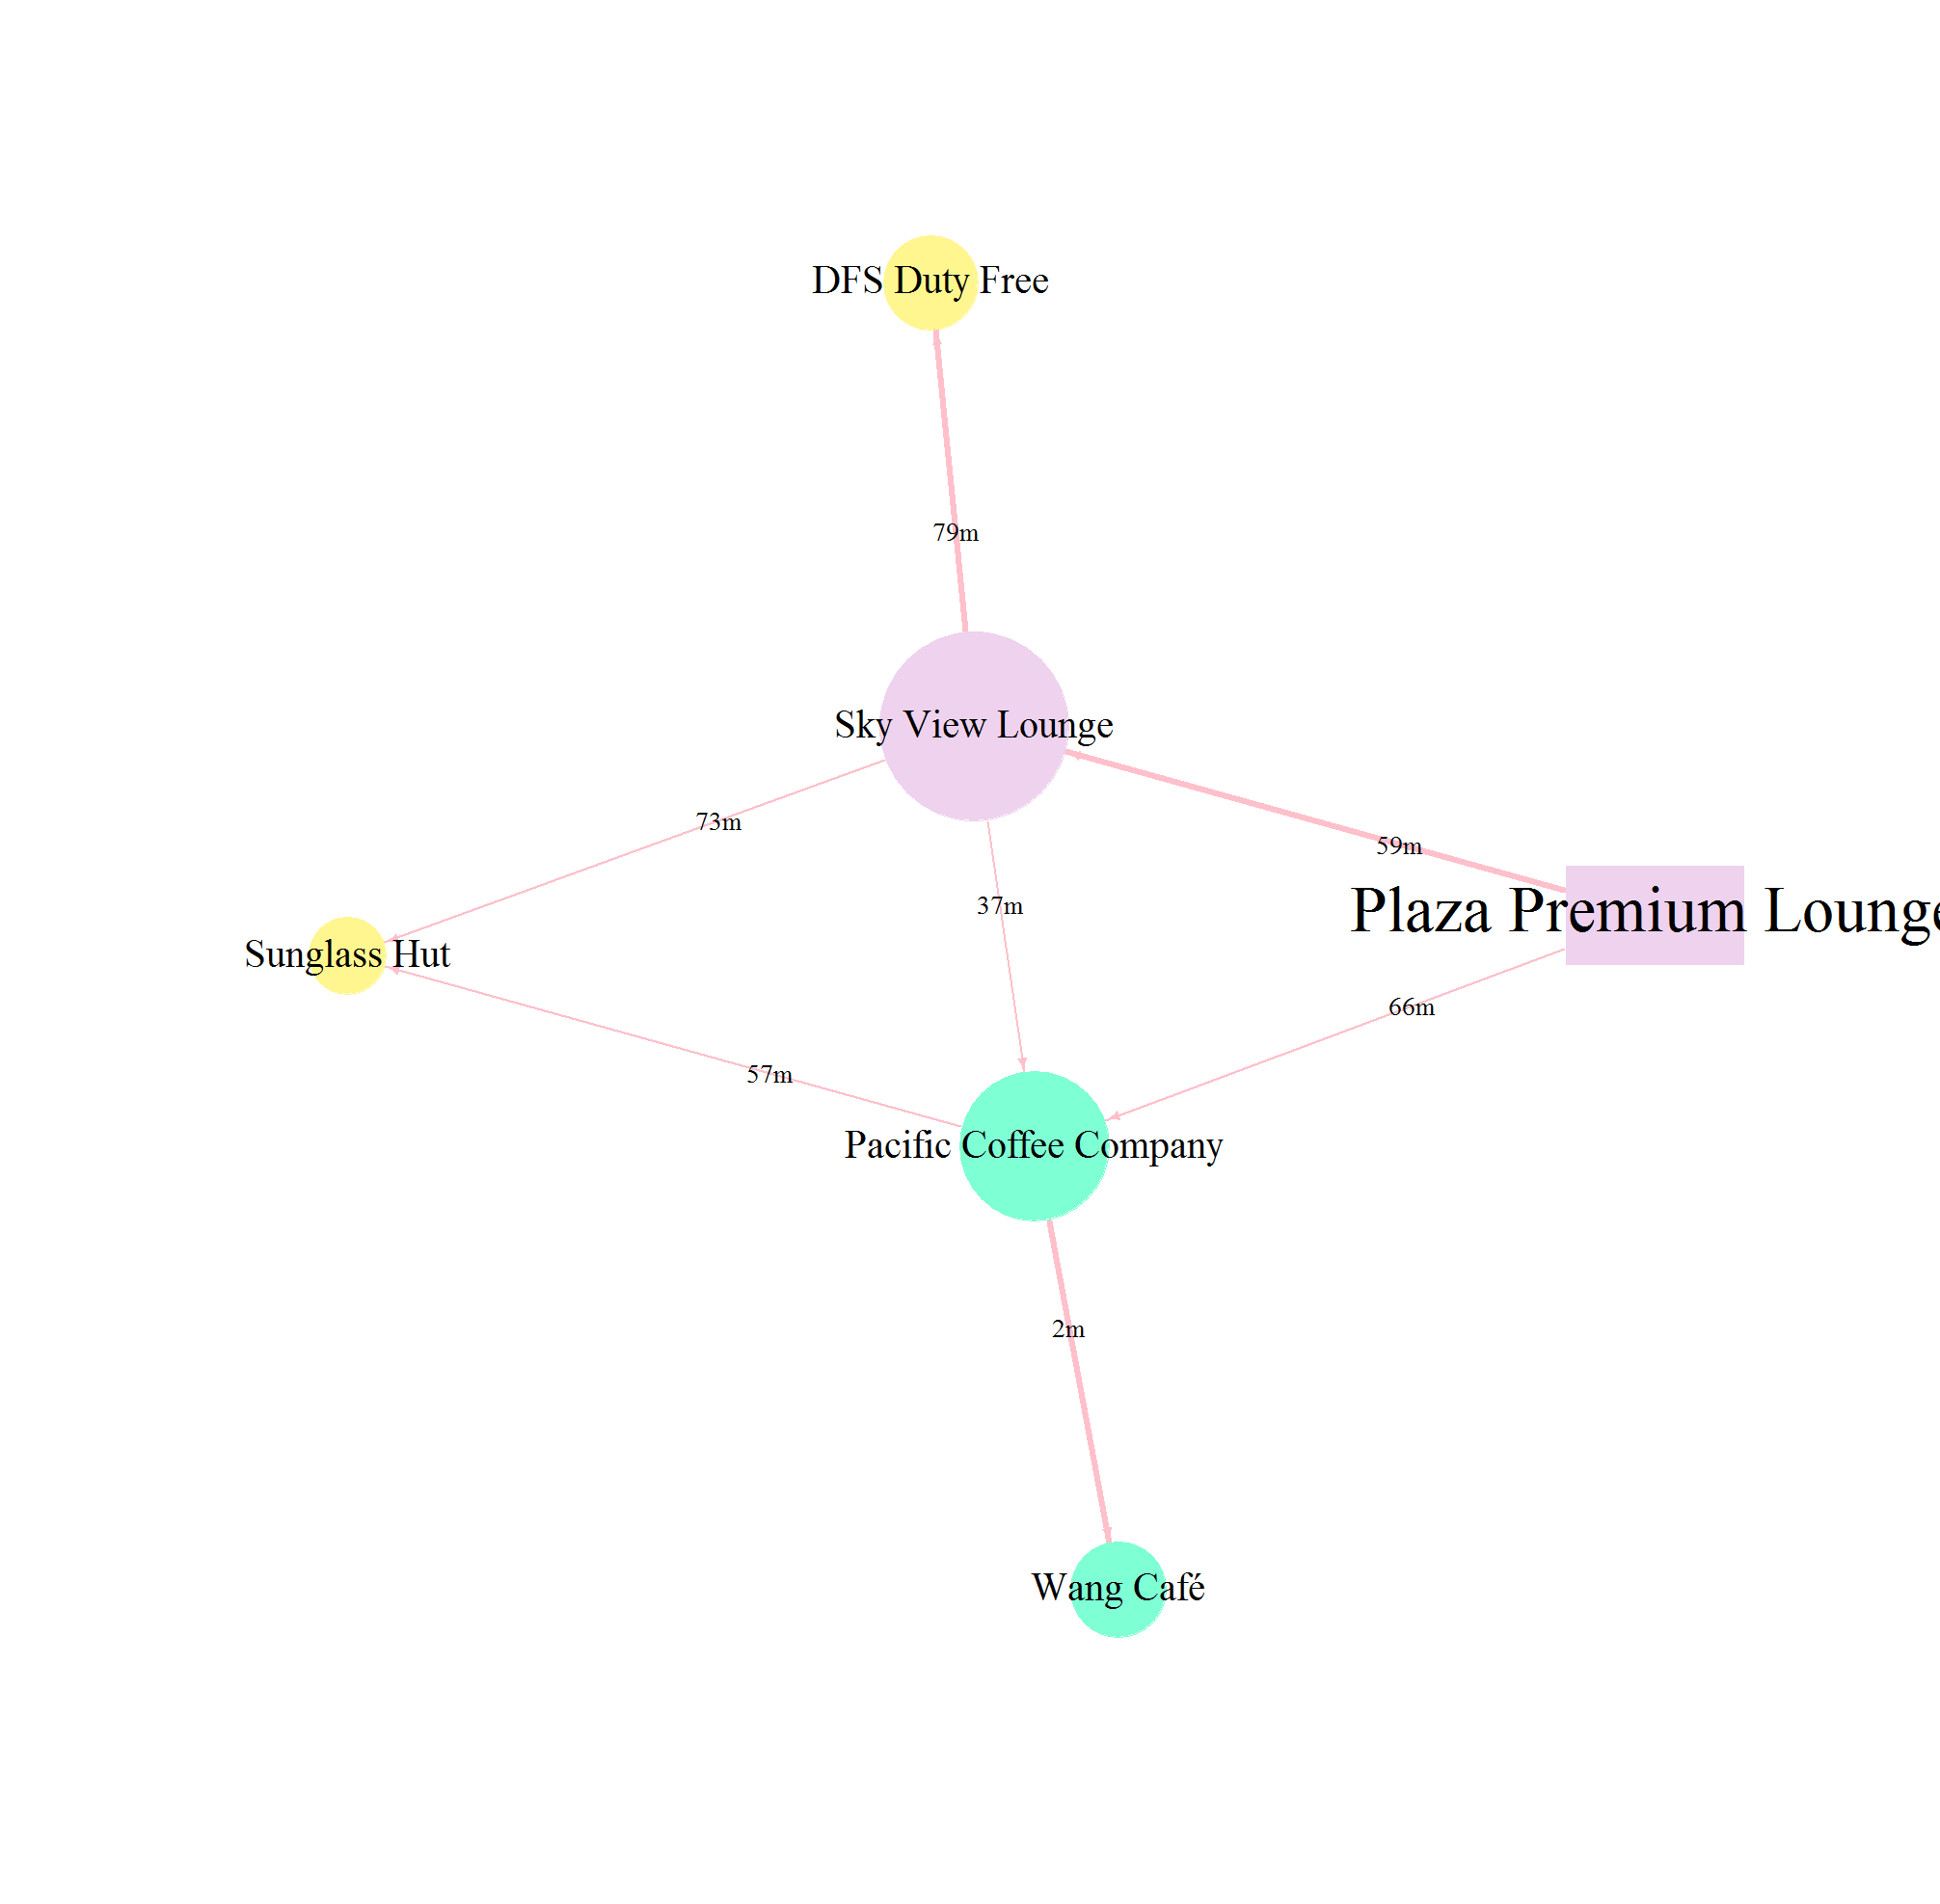 DFS Duty Free
79m
Sky View Lounge
73m
59m
37m
Plaza Premium Lounge
Sunglass Hut
66m
57m
Pacific Coffee Company
2m
Wang Café